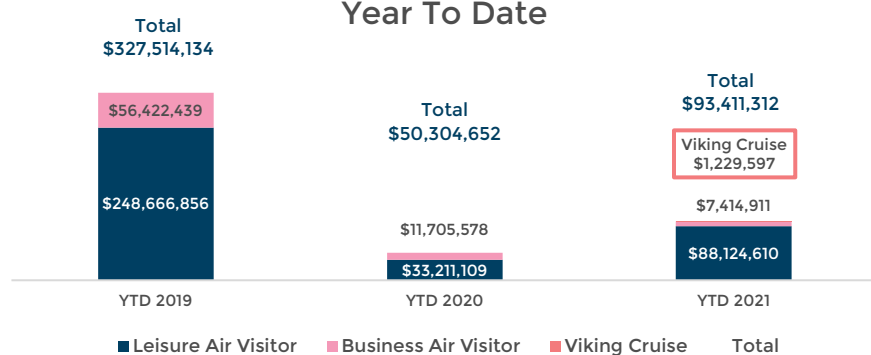 Year To Date
Total
$327,514,134
$56,422,439
$248,666,856
Total
$50,304,652
$11,705,578
$33,211,109
Total
$93,411,312
Viking Cruise
$1,229,597
$7,414,911
$88,124,610
YTD 2019
YTD 2020
YTD 2021
Leisure Air Visitor
Business Air Visitor
Viking Cruise
Total